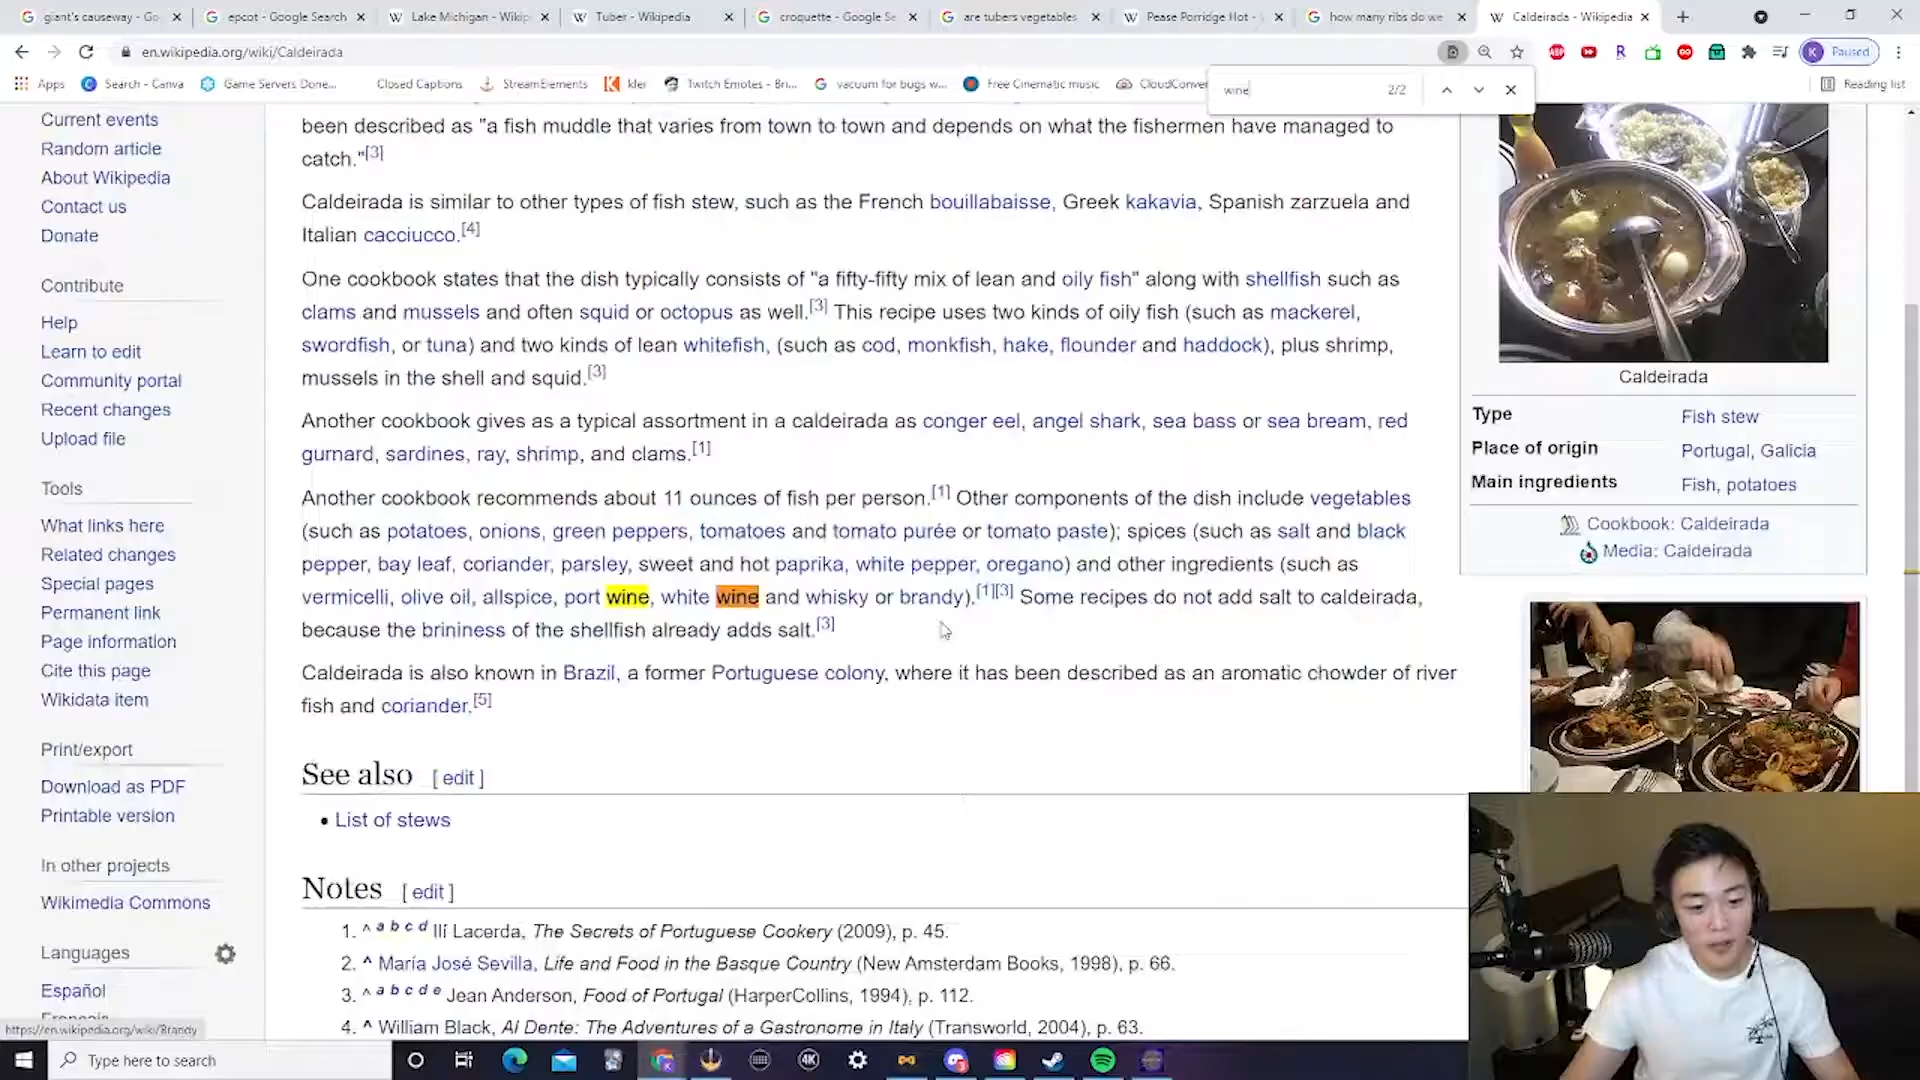 giant's causeway - Go
epcot - Google Search
Lake Michigan - Wikip
Tuber - Wikipedia
croquette - Google Se
are tubers vegetables
Pease Porridge Hot -
how many ribs do we
Caldeirada - Wikipedia
en.wikipedia.org/wiki/Caldeirada
Paused
Apps
Search - Canva
Game Servers Done...
Closed Captions
StreamElements
kler
Twitch Emotes - Bri...
vacuum for bugs w...
Free Cinematic music
CloudConver
Reading list
wine
2/2
Current events
Random article
About Wikipedia
Contact us
Donate
Contribute
Help
Learn to edit
Community portal
Recent changes
Upload file
Tools
What links here
Related changes
Special pages
Permanent link
Page information
Cite this page
Wikidata item
Print/export
Download as PDF
Printable version
In other projects
Wikimedia Commons
Languages
Español
Français
https://en.wikipedia.org/wiki/Brandy
been described as "a fish muddle that varies from town to town and depends on what the fishermen have managed to
catch."[3]
Caldeirada is similar to other types of fish stew, such as the French bouillabaisse, Greek kakavia, Spanish zarzuela and
Italian cacciucco.[4]
One cookbook states that the dish typically consists of "a fifty-fifty mix of lean and oily fish" along with shellfish such as
clams and mussels and often squid or octopus as well.[3] This recipe uses two kinds of oily fish (such as mackerel,
swordfish, or tuna) and two kinds of lean whitefish, (such as cod, monkfish, hake, flounder and haddock), plus shrimp,
mussels in the shell and squid.[3]
Another cookbook gives as a typical assortment in a caldeirada as conger eel, angel shark, sea bass or sea bream, red
gurnard, sardines, ray, shrimp, and clams.[1]
Another cookbook recommends about 11 ounces of fish per person.[1] Other components of the dish include vegetables
(such as potatoes, onions, green peppers, tomatoes and tomato purée or tomato paste); spices (such as salt and black
pepper, bay leaf, coriander, parsley, sweet and hot paprika, white pepper, oregano) and other ingredients (such as
vermicelli, olive oil, allspice, port wine, white wine and whisky or brandy).[1][3] Some recipes do not add salt to caldeirada,
because the brininess of the shellfish already adds salt.[3]
Caldeirada is also known in Brazil, a former Portuguese colony, where it has been described as an aromatic chowder of river
fish and coriander.[5]
See also [ edit ]
• List of stews
Notes [ edit ]
1. ^ a b c d Ilí Lacerda, The Secrets of Portuguese Cookery (2009), p. 45.
2. ^ María José Sevilla, Life and Food in the Basque Country (New Amsterdam Books, 1998), p. 66.
3. ^ a b c d e Jean Anderson, Food of Portugal (HarperCollins, 1994), p. 112.
4. ^ William Black, Al Dente: The Adventures of a Gastronome in Italy (Transworld, 2004), p. 63.
Caldeirada
Type Fish stew
Place of origin Portugal, Galicia
Main ingredients Fish, potatoes
Cookbook: Caldeirada
Media: Caldeirada
Type here to search
4K